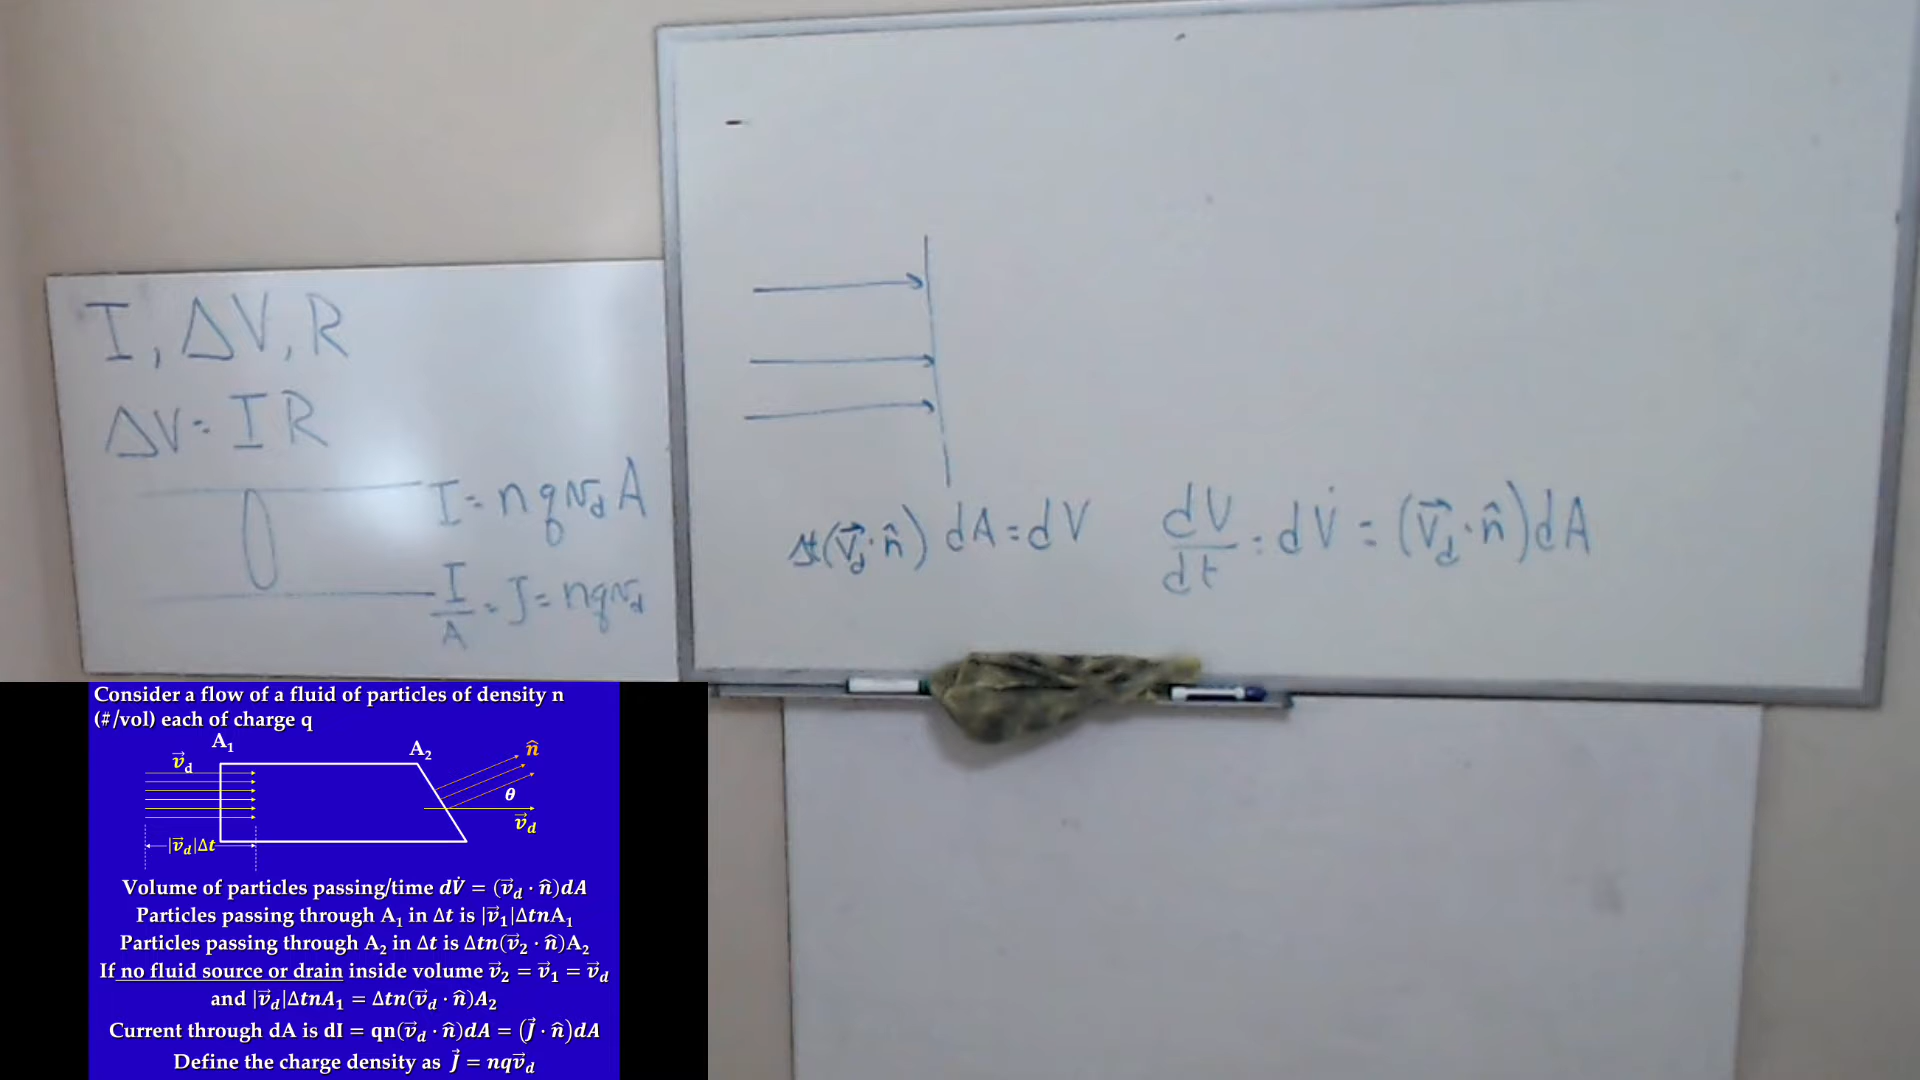 I, ΔV, R
ΔV = IR
I = nqv_d A
I/A = J = nqv_d
Δt(v⃗_d · n̂) dA = dV
dV/dt = dV̇ = (v⃗_d · n̂)dA
Consider a flow of a fluid of particles of density n
(#/vol) each of charge q
A₁
A₂
n̂
v⃗_d
θ
v⃗_d
|v⃗_d|Δt
Volume of particles passing/time dV̇ = (v⃗_d · n̂)dA
Particles passing through A₁ in Δt is |v⃗₁|ΔtnA₁
Particles passing through A₂ in Δt is Δtn(v⃗₂ · n̂)A₂
If no fluid source or drain inside volume v⃗₂ = v⃗₁ = v⃗_d
and |v⃗_d|ΔtnA₁ = Δtn(v⃗_d · n̂)A₂
Current through dA is dI = qn(v⃗_d · n̂)dA = (J⃗ · n̂)dA
Define the charge density as J⃗ = nqv⃗_d